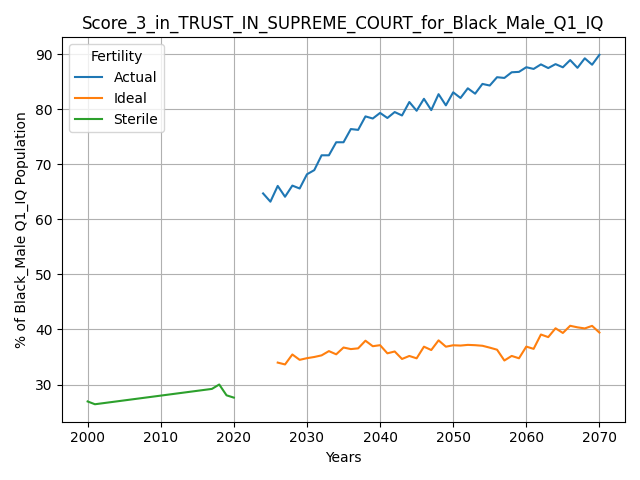 Score_3_in_TRUST_IN_SUPREME_COURT_for_Black_Male_Q1_IQ
Fertility
Actual
Ideal
Sterile
% of Black_Male Q1_IQ Population
90
80
70
60
50
40
30
2000 2010 2020 2030 2040 2050 2060 2070
Years